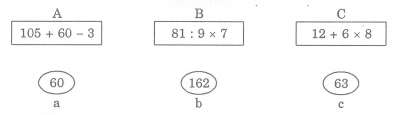 A B C
105 + 60 – 3 81 : 9 × 7 12 + 6 × 8
60 162 63
a b c